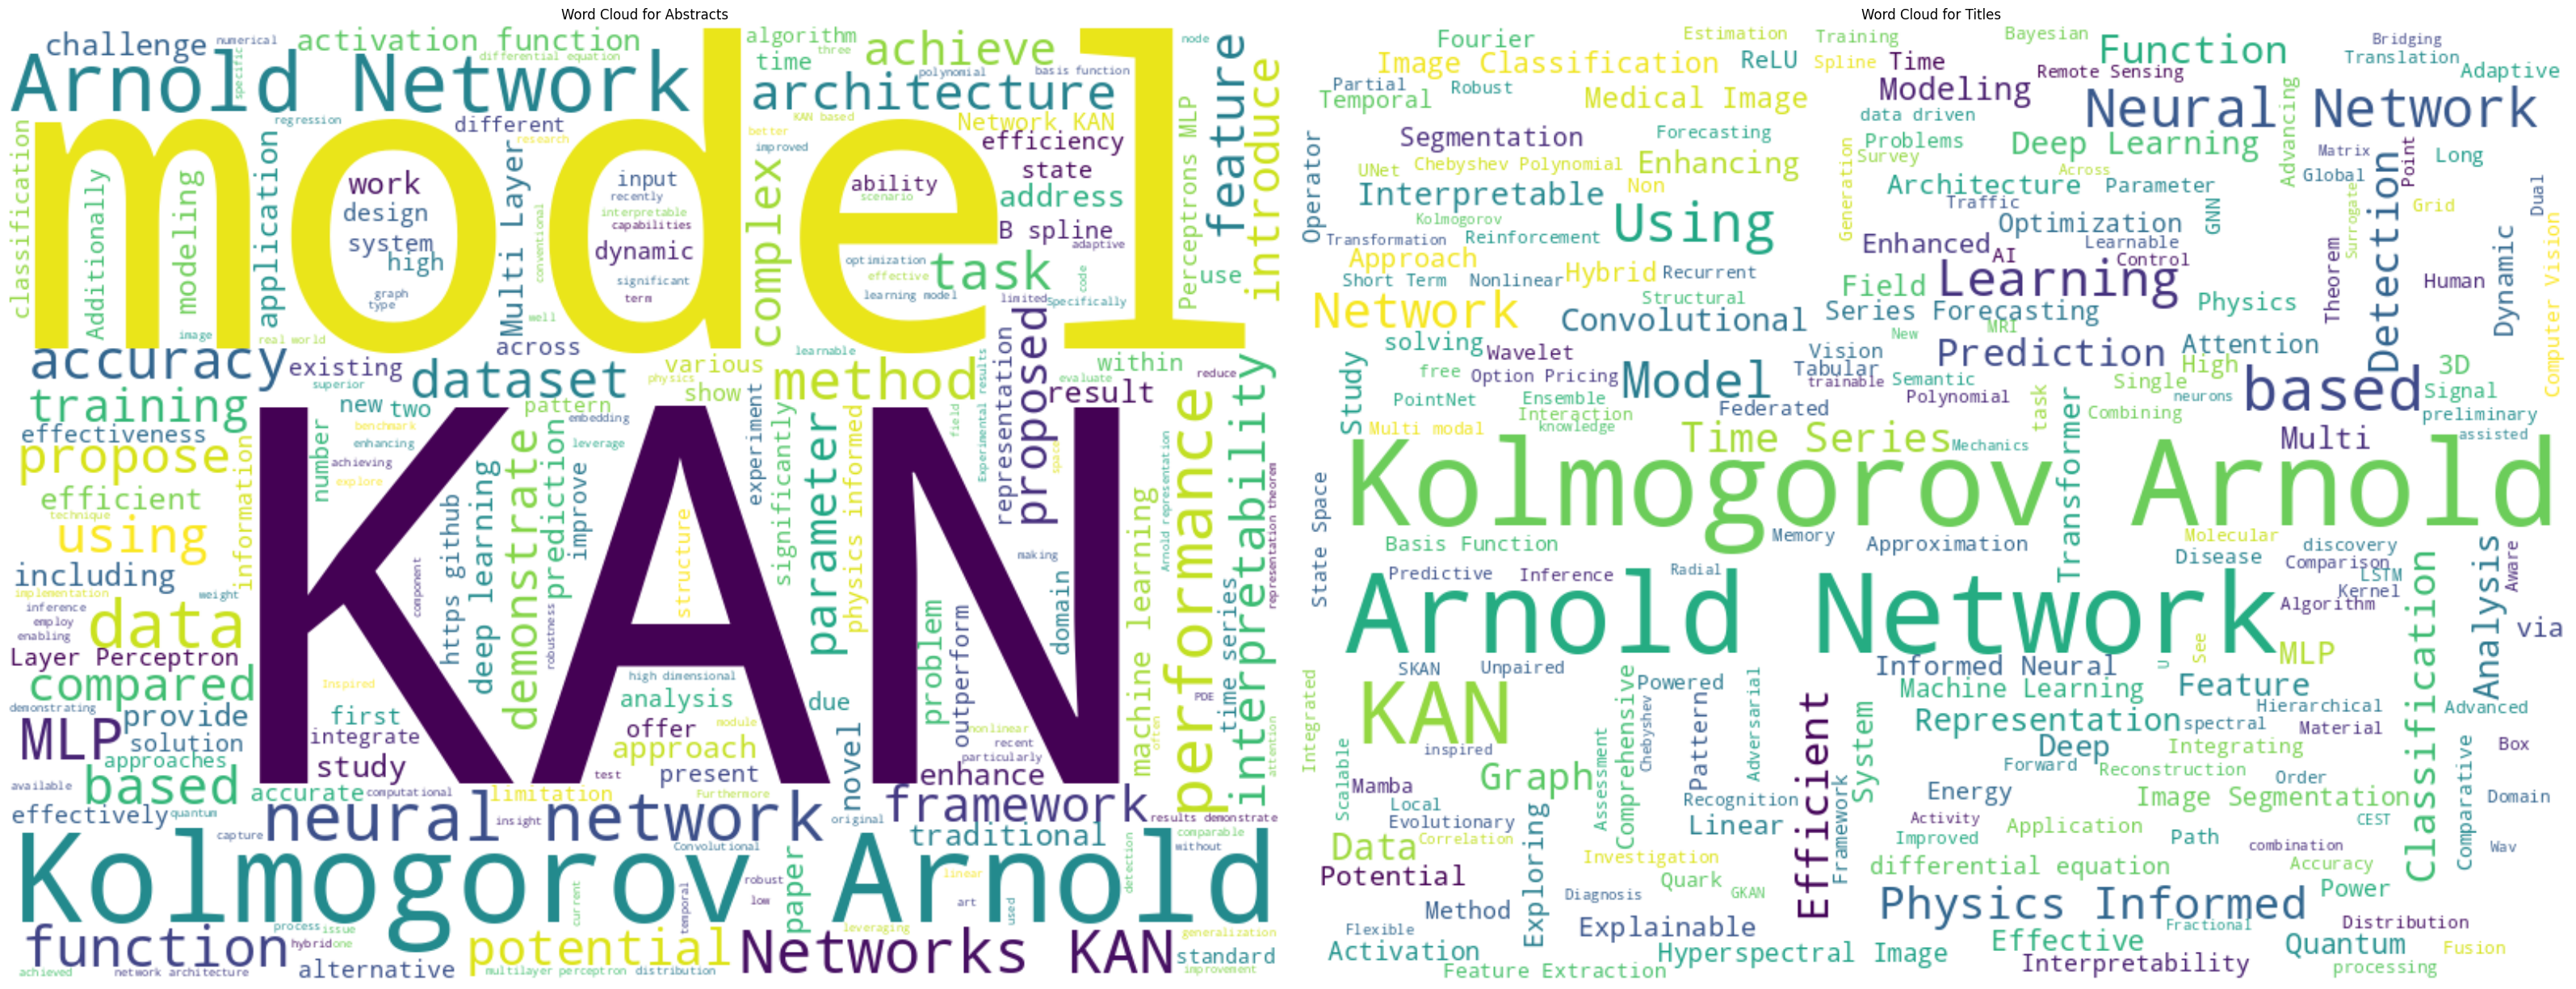 Word Cloud for Abstracts
challenge
numerical
specific
activation function
differential equation
Arnold Network
algorithm
three
time
achieve
polynomial
basis function
architecture
node
feature
introduce
model
regression
different
research
classification
Additionally
modeling
application
image
real world
work
design
system
high
graph
type
Multi Layer
conventional
well
across
input
recently
interpretable
capabilities
dynamic
significant
term
complex
better
improved
KAN based
Network KAN
efficiency
state
ability
scenario
address
B spline
adaptive
optimization
effective
task
learning model
limited
Specifically
code
Perceptrons MLP
use
accuracy
existing
superior
dataset
various
physics
show
learnable
method
representation
proposed
Experimental results
field
evaluate
within
reduce
result
training
effectiveness
propose
efficient
technique
using
information
new
two
number
benchmark
enhancing
achieving
explore
pattern
embedding
leverage
experiment
significantly
parameter
physics informed
space
KAN
https github
deep learning
demonstrate
prediction
improve
component
robustness
structure
including
implementation
inference
weight
employ
enabling
data
Layer Perceptron
compared
demonstrating
MLP
provide
solution
approaches
available
based
Inspired
first
integrate
study
high dimensional
analysis
offer
module
approach
test
present
due
novel
problem
outperform
making
domain
nonlinear
recent
particularly
enhance
machine learning
often
Arnold representation
performance
PDE
time series
interpretability
representation theorem
attention
accurate
computational
limitation
Furthermore
effectively
quantum
neural network
insight
original
framework
results demonstrate
capture
Convolutional
traditional
comparable
without
Kolmogorov Arnold
current
temporal
robust
low
paper
linear
art
used
detection
function
process
issue
hybrid
one
achieved
network architecture
alternative
potential
multilayer perceptron
distribution
leveraging
Networks KAN
generalization
standard
improvement
Word Cloud for Titles
Fourier
Estimation
Training
Bayesian
Function
Bridging
Translation
Image Classification
ReLU
Spline
Time
Remote Sensing
Adaptive
Partial
Temporal
Robust
Medical Image
Modeling
data driven
Neural Network
Operator
Segmentation
Forecasting
Problems
Survey
Deep Learning
Advancing
Matrix
Global
Point
Long
UNet
Chebyshev Polynomial
Enhancing
Non
Interpretable
Kolmogorov
Using
Generation
Architecture
Across
Parameter
Traffic
Optimization
GNN
Surrogate
Detection
Grid
Dual
Transformation
Reinforcement
Enhanced
AI
Learnable
Control
Approach
Short Term
Nonlinear
Hybrid
Recurrent
Structural
Field
Learning
Theorem
Human
Dynamic
Computer Vision
Network
Convolutional
Series Forecasting
Physics
New
MRI
solving
Wavelet
Vision
Tabular
trainable
Prediction
Attention
Study
free
Option Pricing
Model
Semantic
Polynomial
Single
High
neurons
based
3D
Signal
PointNet
Ensemble
Interaction
knowledge
Federated
task
Combining
preliminary
assisted
Multi modal
Time Series
Mechanics
Multi
Kolmogorov Arnold
Transformer
State Space
Basis Function
Memory
Approximation
Molecular
Disease
discovery
Comparison
LSTM
Kernel
Aware
Predictive
Inference
Radial
Algorithm
Arnold Network
Classification
Analysis
via
SKAN
Unpaired
Powered
Informed Neural
U
See
MLP
Integrated
KAN
inspired
Comprehensive
Chebyshev
Pattern
Adversarial
Machine Learning
Feature
Hierarchical
Advanced
Representation
spectral
Material
Scalable
Mamba
Graph
Assessment
Efficient
System
Deep
Integrating
Box
Forward
Reconstruction
Order
Local
Evolutionary
Correlation
Exploring
Recognition
Linear
Framework
Energy
Image Segmentation
Comparative
Domain
Activity
Improved
Application
Path
CEST
combination
Wav
Data
Potential
Investigation
Quark
differential equation
Accuracy
Diagnosis
GKAN
Power
Method
Physics Informed
Distribution
Flexible
Explainable
Fractional
Activation
Hyperspectral Image
Effective
Quantum
Fusion
Feature Extraction
Interpretability
processing